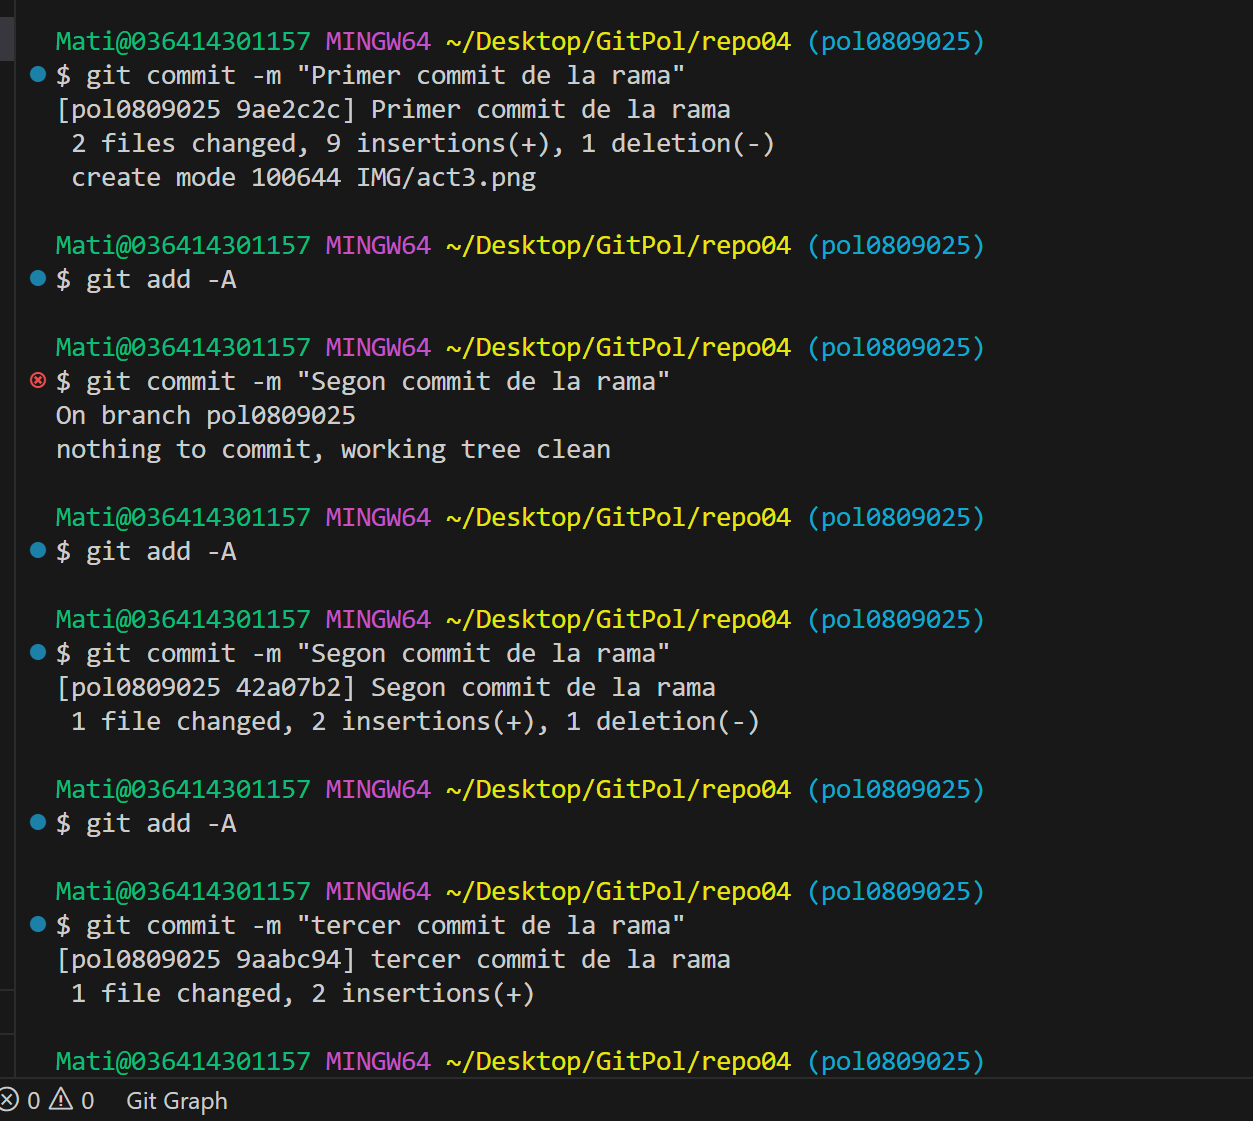 Mati@036414301157 MINGW64 ~/Desktop/GitPol/repo04 (pol0809025)
$ git commit -m "Primer commit de la rama"
[pol0809025 9ae2c2c] Primer commit de la rama
2 files changed, 9 insertions(+), 1 deletion(-)
create mode 100644 IMG/act3.png
Mati@036414301157 MINGW64 ~/Desktop/GitPol/repo04 (pol0809025)
$ git add -A
Mati@036414301157 MINGW64 ~/Desktop/GitPol/repo04 (pol0809025)
$ git commit -m "Segon commit de la rama"
On branch pol0809025
nothing to commit, working tree clean
Mati@036414301157 MINGW64 ~/Desktop/GitPol/repo04 (pol0809025)
$ git add -A
Mati@036414301157 MINGW64 ~/Desktop/GitPol/repo04 (pol0809025)
$ git commit -m "Segon commit de la rama"
[pol0809025 42a07b2] Segon commit de la rama
1 file changed, 2 insertions(+), 1 deletion(-)
Mati@036414301157 MINGW64 ~/Desktop/GitPol/repo04 (pol0809025)
$ git add -A
Mati@036414301157 MINGW64 ~/Desktop/GitPol/repo04 (pol0809025)
$ git commit -m "tercer commit de la rama"
[pol0809025 9aabc94] tercer commit de la rama
1 file changed, 2 insertions(+)
Mati@036414301157 MINGW64 ~/Desktop/GitPol/repo04 (pol0809025)
0 0 Git Graph